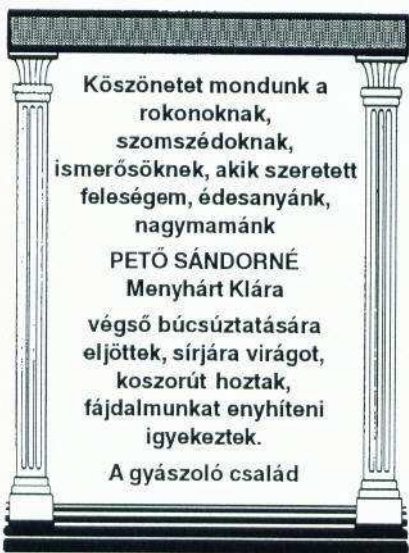 Köszönetet mondunk a
rokonoknak,
szomszédoknak,
ismerősöknek, akik szeretett
feleségem, édesanyánk,
nagymamánk
PETŐ SÁNDORNÉ
Menyhárt Klára
végső búcsúztatására
eljöttek, sírjára virágot,
koszorút hoztak,
fájdalmunkat enyhíteni
igyekeztek.
A gyászoló család